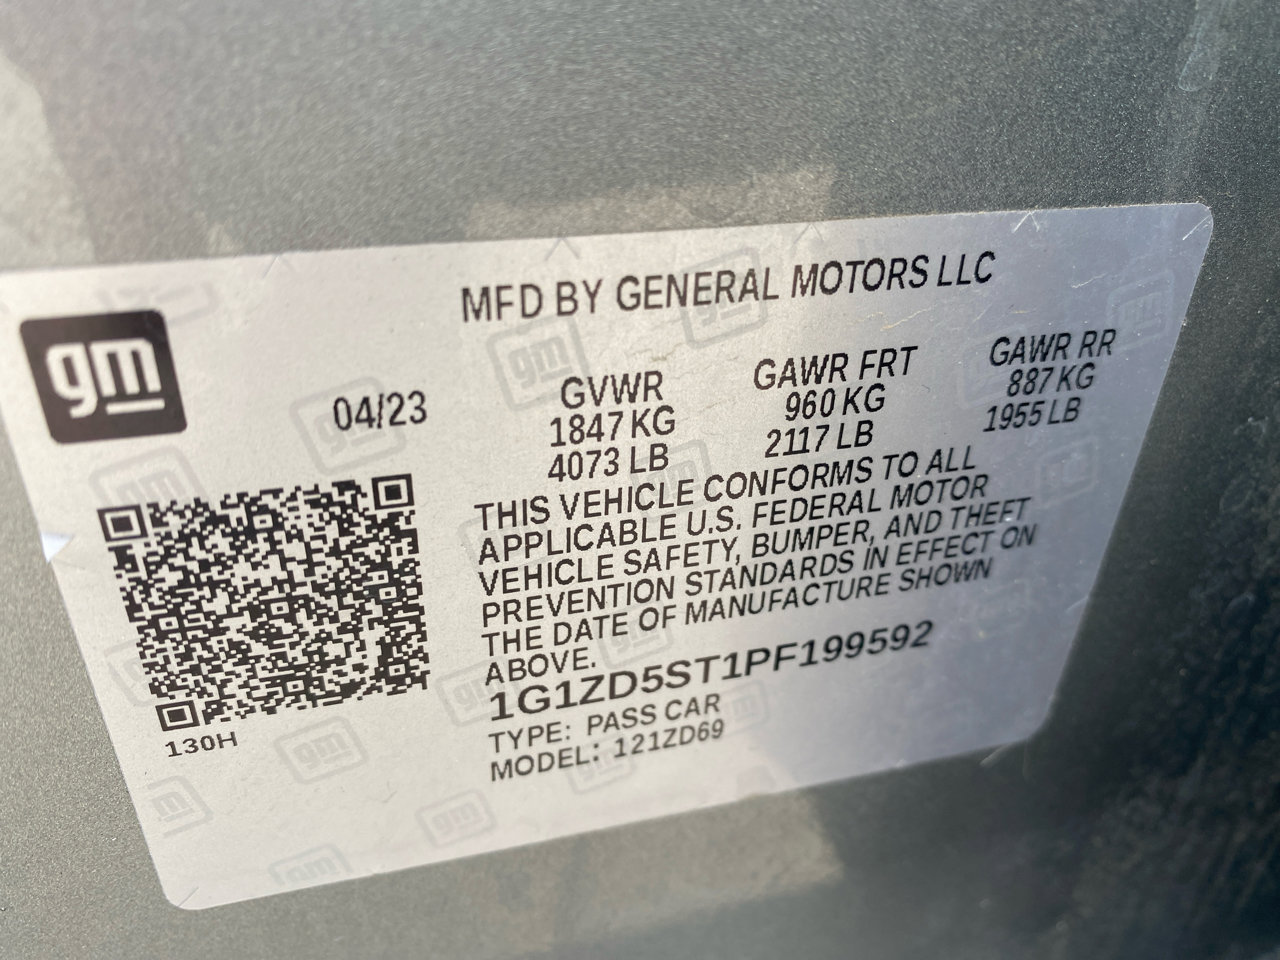 MFD BY GENERAL MOTORS LLC
gm
04/23
GVWR GAWR FRT GAWR RR
1847 KG 960 KG 887 KG
4073 LB 2117 LB 1955 LB
THIS VEHICLE CONFORMS TO ALL
APPLICABLE U.S. FEDERAL MOTOR
VEHICLE SAFETY, BUMPER, AND THEFT
PREVENTION STANDARDS IN EFFECT ON
THE DATE OF MANUFACTURE SHOWN
ABOVE.
1G1ZD5ST1PF199592
TYPE: PASS CAR
MODEL: 121ZD69
130H